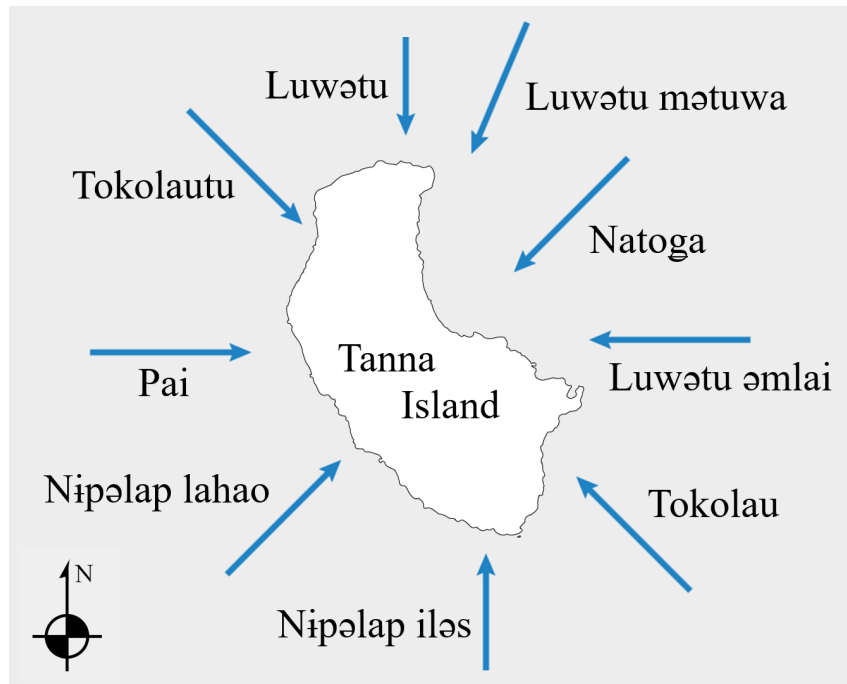 Luwətu
Luwətu mətuwa
Tokolautu
Natoga
Tanna
Island
Pai
Luwətu əmlai
Nɨpəlap lahao
Tokolau
N
Nɨpəlap iləs